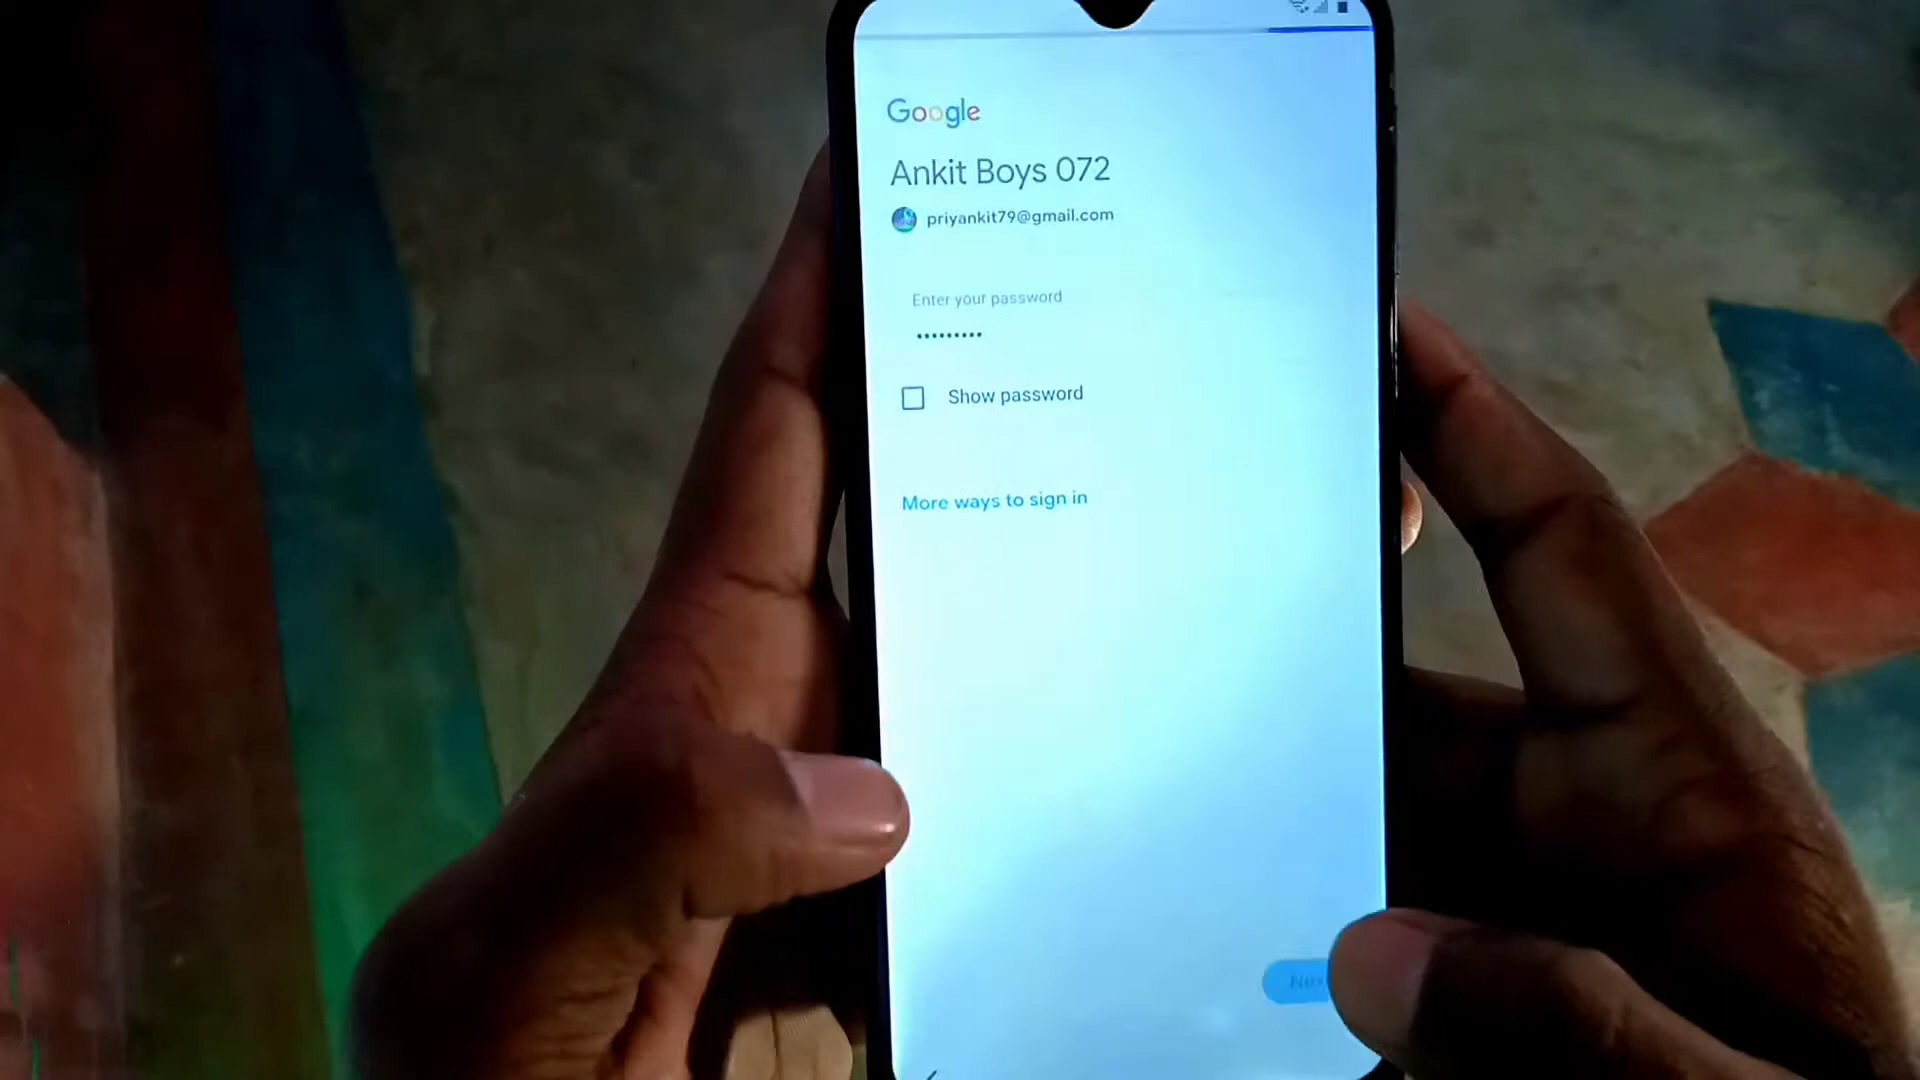 Google
Ankit Boys 072
priyankit79@gmail.com
Enter your password
•••••••••
Show password
More ways to sign in